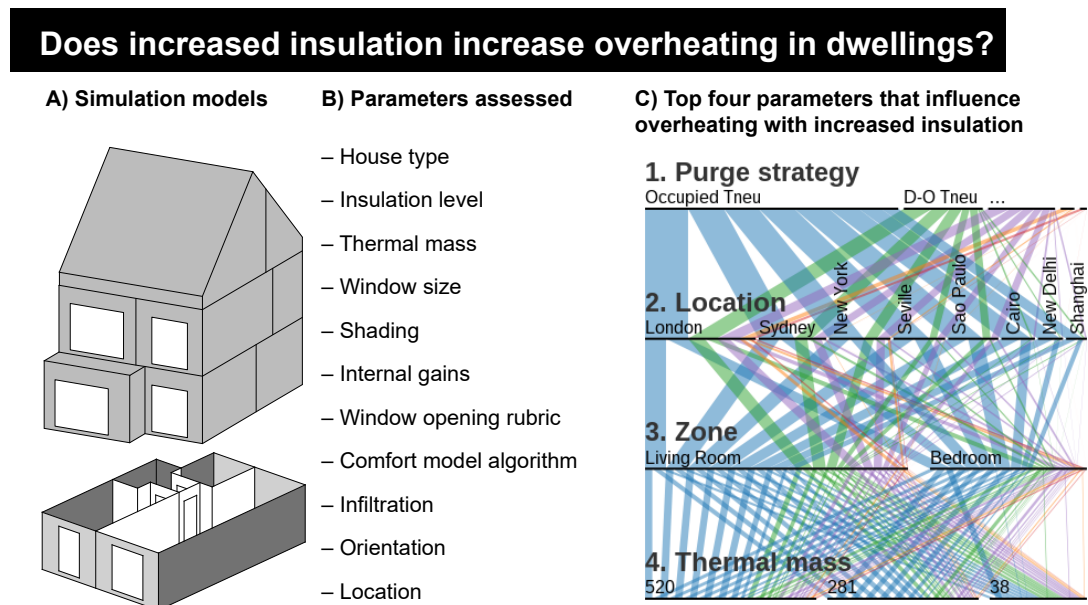 Does increased insulation increase overheating in dwellings?
A) Simulation models
B) Parameters assessed
– House type
– Insulation level
– Thermal mass
– Window size
– Shading
– Internal gains
– Window opening rubric
– Comfort model algorithm
– Infiltration
– Orientation
– Location
C) Top four parameters that influence
overheating with increased insulation
1. Purge strategy
Occupied Tneu
D-O Tneu
...
2. Location
London
Sydney
New York
Seville
Sao Paulo
Cairo
New Delhi
Shanghai
3. Zone
Living Room
Bedroom
4. Thermal mass
520
281
38